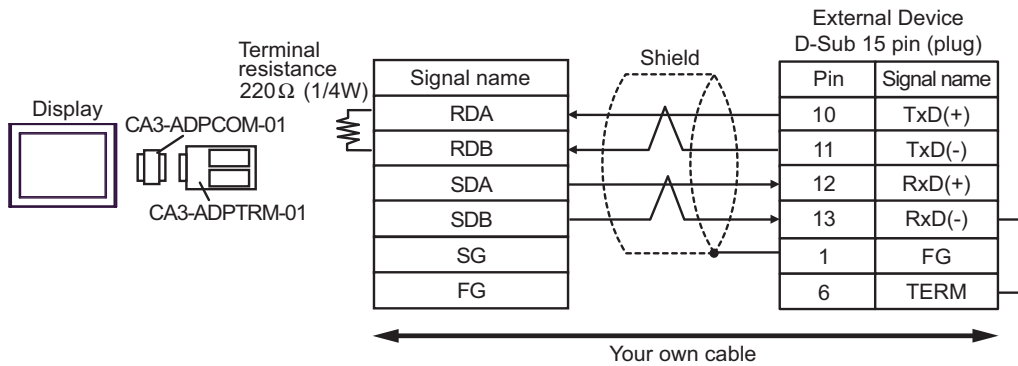 External Device
D-Sub 15 pin (plug)
Terminal
resistance
220Ω (1/4W)
Shield
Display
CA3-ADPCOM-01
CA3-ADPTRM-01
Signal name
RDA
RDB
SDA
SDB
SG
FG
Pin Signal name
10 TxD(+)
11 TxD(-)
12 RxD(+)
13 RxD(-)
1 FG
6 TERM
Your own cable